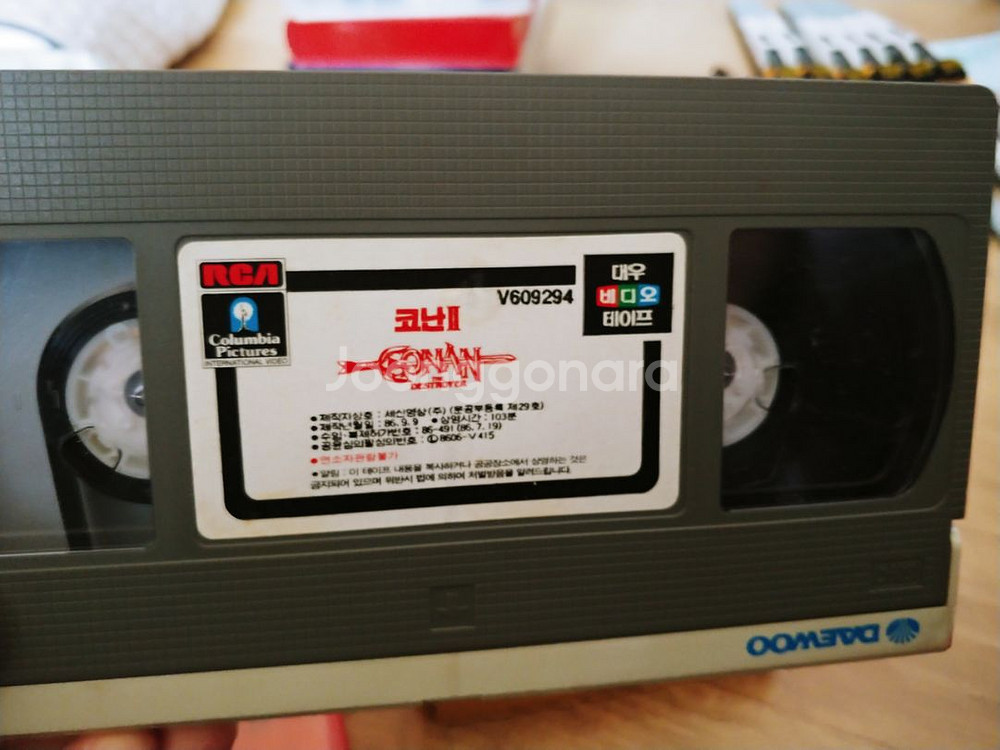 RCA
Columbia
Pictures
INTERNATIONAL VIDEO
대우
비디오
테이프
V609294
코난Ⅱ
CONAN
THE
DESTROYER
Joonggonara
● 제작자상호 : 세신영상(주) (문공부등록 제29호)
● 제작년월일 : 86.9.9 ● 상영시간 : 103분
● 수입·복제허가번호 : 86-491 (86.7.19)
● 공윤심의필심의번호 : ①8606-V415
● 연소자관람불가
● 알림 : 이 테이프 내용을 복사하거나 공공장소에서 상영하는 것은
금지되어 있으며 위반시 법에 의하여 처벌받음을 알려드립니다.
DAEWOO